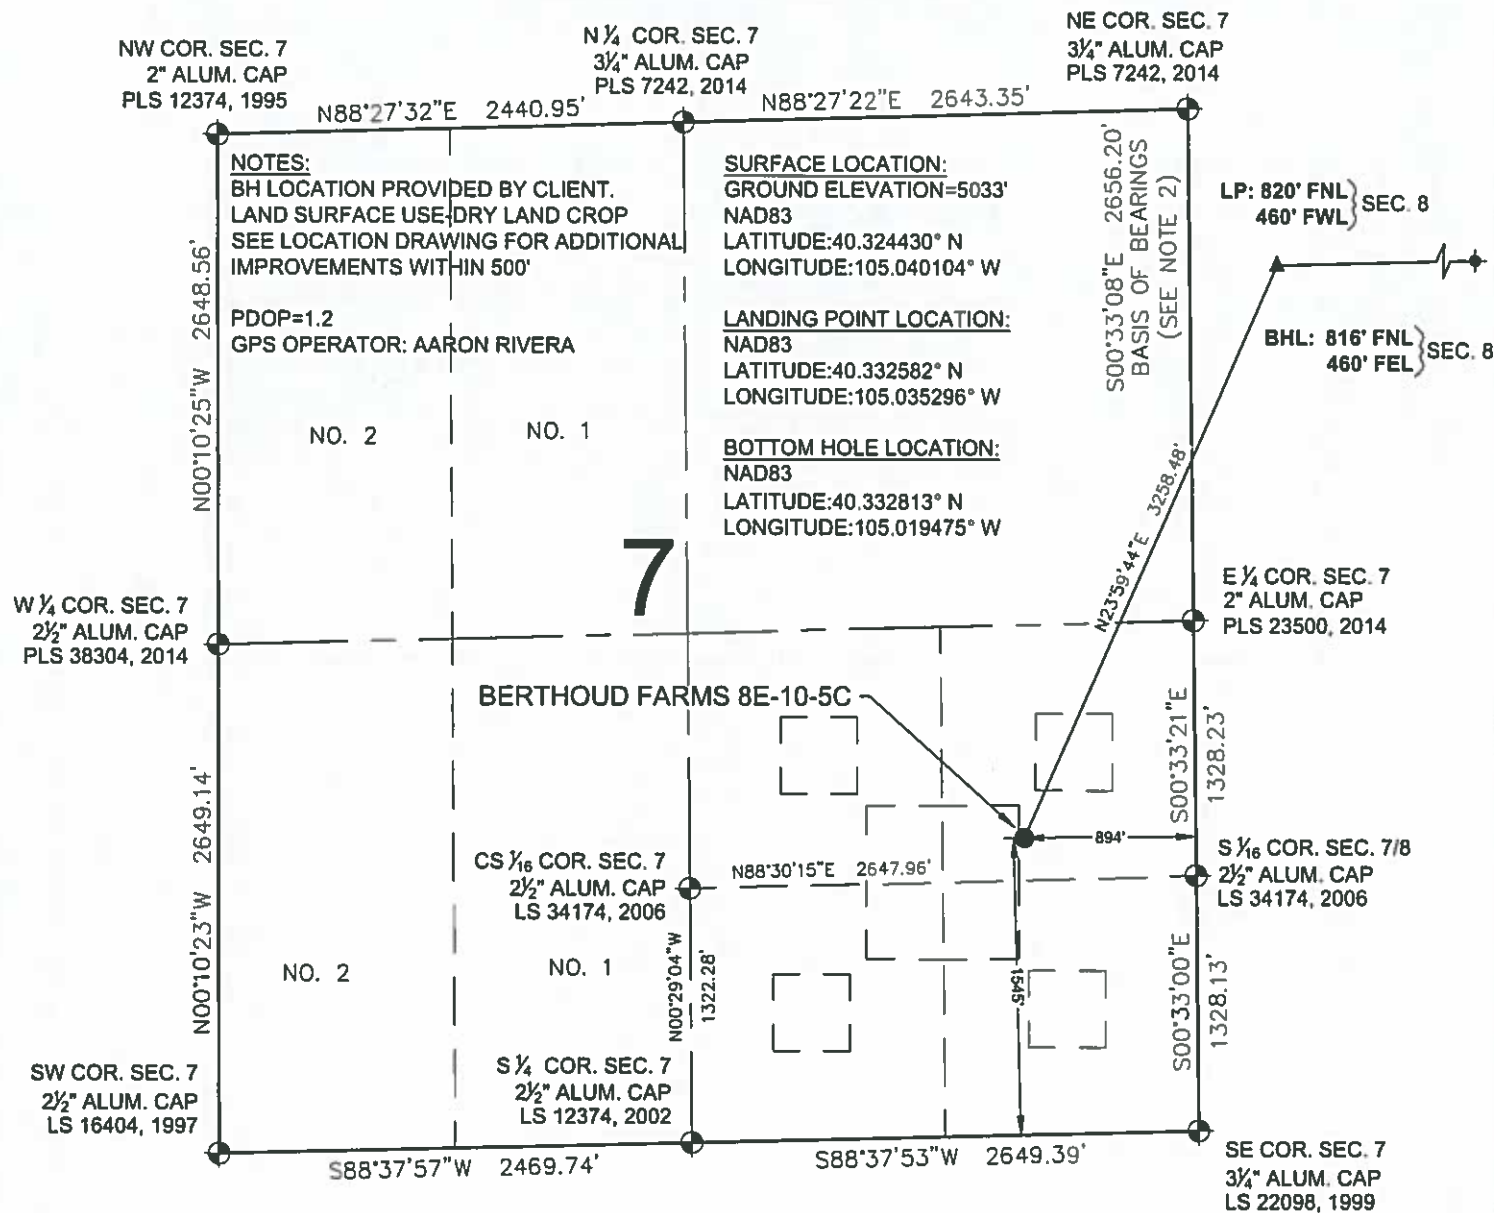 NW COR. SEC. 7
2" ALUM. CAP
PLS 12374, 1995
N 1/4 COR. SEC. 7
3¼" ALUM. CAP
PLS 7242, 2014
NE COR. SEC. 7
3¼" ALUM. CAP
PLS 7242, 2014
N88°27'32"E 2440.95'
N88°27'22"E 2643.35'
NOTES:
BH LOCATION PROVIDED BY CLIENT.
LAND SURFACE USE-DRY LAND CROP
SEE LOCATION DRAWING FOR ADDITIONAL
IMPROVEMENTS WITHIN 500'
PDOP=1.2
GPS OPERATOR: AARON RIVERA
SURFACE LOCATION:
GROUND ELEVATION=5033'
NAD83
LATITUDE:40.324430° N
LONGITUDE:105.040104° W
LANDING POINT LOCATION:
NAD83
LATITUDE:40.332582° N
LONGITUDE:105.035296° W
BOTTOM HOLE LOCATION:
NAD83
LATITUDE:40.332813° N
LONGITUDE:105.019475° W
S00°33'08"E 2656.20'
BASIS OF BEARINGS
(SEE NOTE 2)
LP: 820' FNL
460' FWL
SEC. 8
BHL: 816' FNL
460' FEL
SEC. 8
N00°10'25"W 2648.56'
NO. 2
NO. 1
7
N23°59'44"E 3258.48'
W 1/4 COR. SEC. 7
2½" ALUM. CAP
PLS 38304, 2014
E 1/4 COR. SEC. 7
2" ALUM. CAP
PLS 23500, 2014
BERTHOUD FARMS 8E-10-5C
S00°33'21"E
1328.23'
N00°10'23"W 2649.14'
894'
CS 1/16 COR. SEC. 7
2½" ALUM. CAP
LS 34174, 2006
N88°30'15"E 2647.96'
S 1/16 COR. SEC. 7/8
2½" ALUM. CAP
LS 34174, 2006
NO. 2
NO. 1
N00°29'04"W
1322.28'
1545'
S00°33'00"E
1328.13'
SW COR. SEC. 7
2½" ALUM. CAP
LS 16404, 1997
S 1/4 COR. SEC. 7
2½" ALUM. CAP
LS 12374, 2002
S88°37'57"W 2469.74'
S88°37'53"W 2649.39'
SE COR. SEC. 7
3¼" ALUM. CAP
LS 22098, 1999